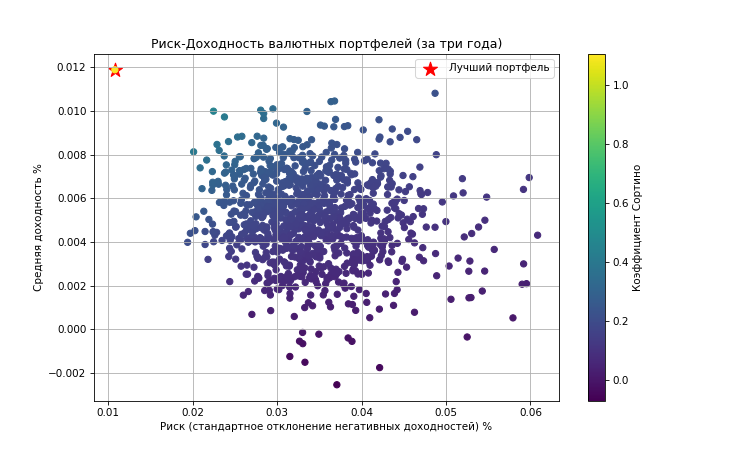 Риск-Доходность валютных портфелей (за три года)
Лучший портфель
Средняя доходность %
0.012
0.010
0.008
0.006
0.004
0.002
0.000
−0.002
0.01 0.02 0.03 0.04 0.05 0.06
Риск (стандартное отклонение негативных доходностей) %
1.0
0.8
0.6
0.4
0.2
0.0
Коэффициент Сортино